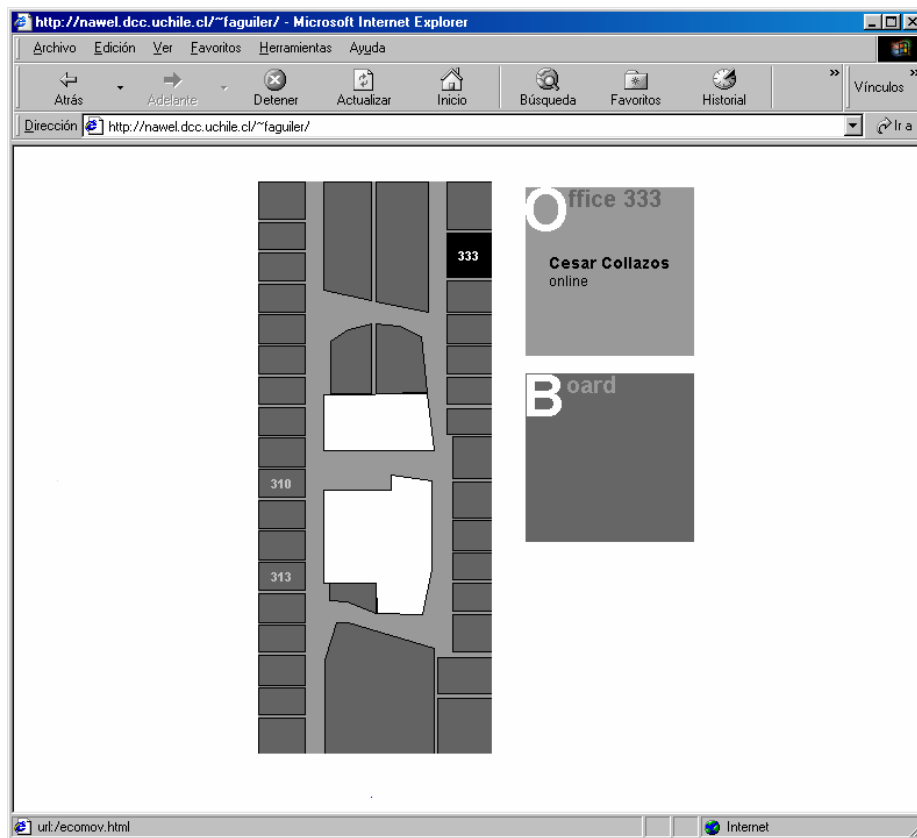 http://nawel.dcc.uchile.cl/~faguiler/ - Microsoft Internet Explorer
Archivo Edición Ver Favoritos Herramientas Ayuda
Atrás Adelante Detener Actualizar Inicio Búsqueda Favoritos Historial » Vínculos »
Dirección http://nawel.dcc.uchile.cl/~faguiler/ Ir a
Office 333
333
Cesar Collazos
online
Board
310
313
url:/ecomov.html Internet